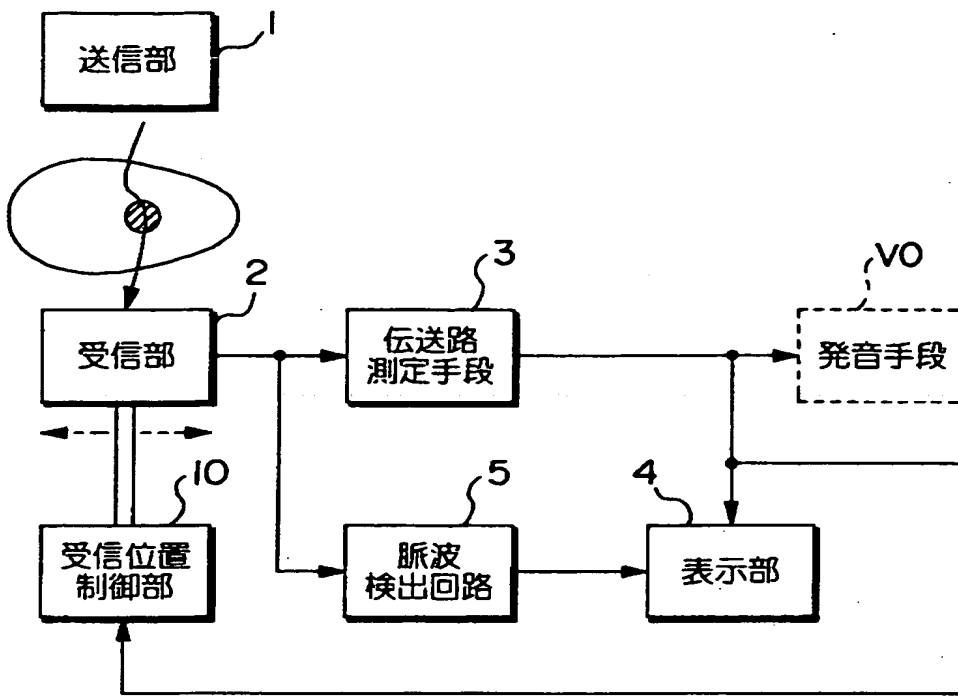 1
送信部
2
受信部
3
伝送路
測定手段
VO
発音手段
10
受信位置
制御部
5
脈波
検出回路
4
表示部